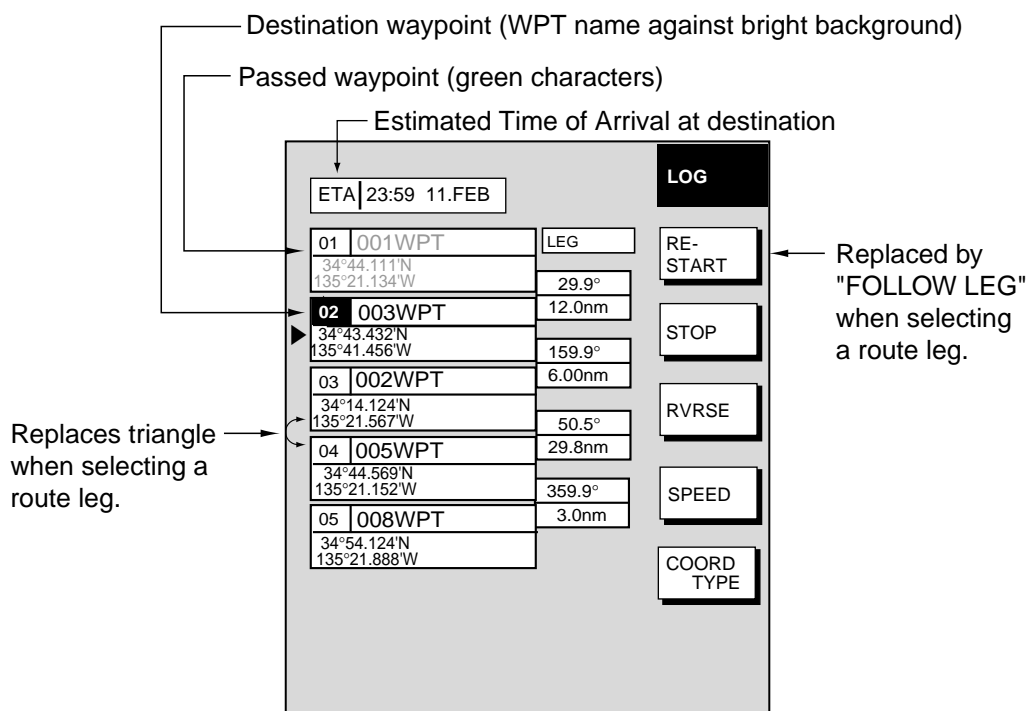 Destination waypoint (WPT name against bright background)
Passed waypoint (green characters)
Estimated Time of Arrival at destination
ETA 23:59 11.FEB
LOG
01 001WPT
34°44.111'N
135°21.134'W
LEG
29.9°
12.0nm
02 003WPT
34°43.432'N
135°41.456'W
159.9°
6.00nm
03 002WPT
34°14.124'N
135°21.567'W
50.5°
29.8nm
04 005WPT
34°44.569'N
135°21.152'W
359.9°
3.0nm
05 008WPT
34°54.124'N
135°21.888'W
RE-
START
STOP
RVRSE
SPEED
COORD
TYPE
Replaced by
"FOLLOW LEG"
when selecting
a route leg.
Replaces triangle
when selecting a
route leg.